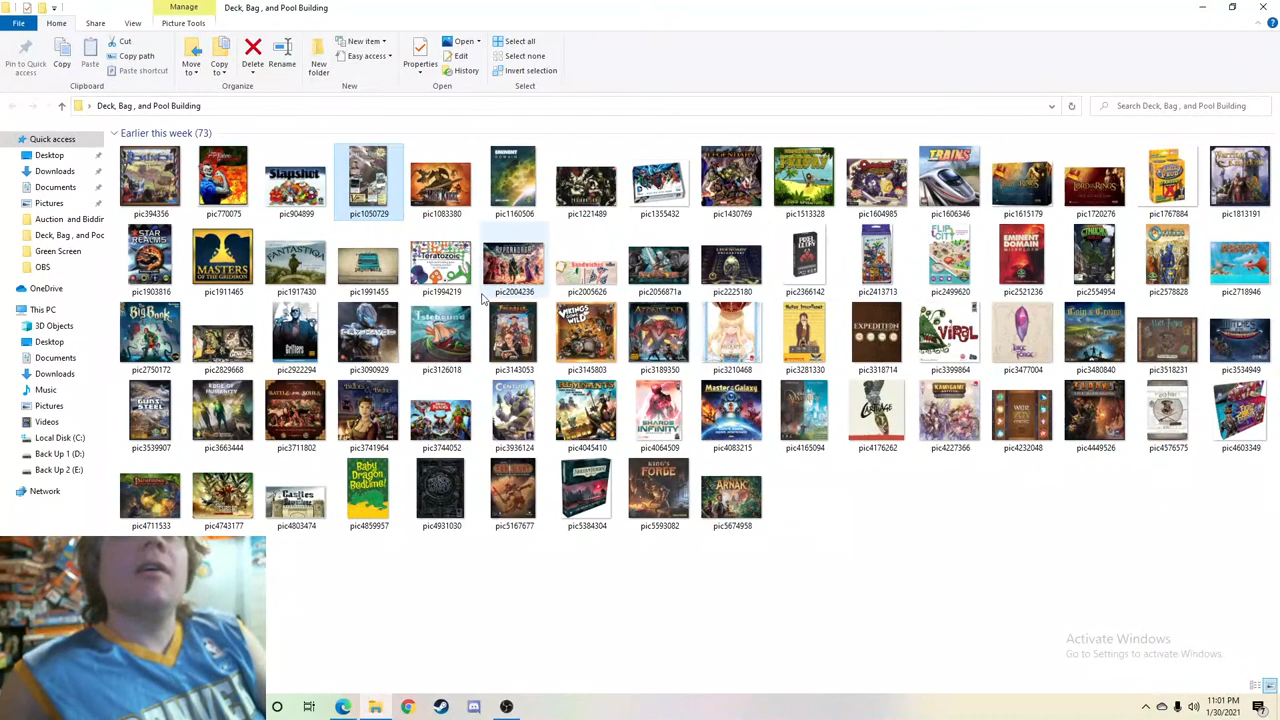 Manage
Deck, Bag , and Pool Building
File
Home
Share
View
Picture Tools
Pin to Quick access
Copy
Paste
Cut
Copy path
Paste shortcut
Clipboard
Move to
Copy to
Delete
Rename
Organize
New folder
New item
Easy access
New
Properties
Open
Edit
History
Open
Select all
Select none
Invert selection
Select
Deck, Bag , and Pool Building
Search Deck, Bag , and Pool Building
Quick access
Desktop
Downloads
Documents
Pictures
Auction and Biddir
Deck, Bag , and Poc
Green Screen
OBS
OneDrive
This PC
3D Objects
Desktop
Documents
Downloads
Music
Pictures
Videos
Local Disk (C:)
Back Up 1 (D:)
Back Up 2 (E:)
Network
Earlier this week (73)
pic394356 pic770075 pic904899 pic1050729 pic1083380 pic1160506 pic1221489 pic1355432 pic1430769 pic1513328 pic1604985 pic1606346 pic1615179 pic1720276 pic1767884 pic1813191
pic1903816 pic1911465 pic1917430 pic1991455 pic1994219 pic2004236 pic2005626 pic2056871a pic2225180 pic2366142 pic2413713 pic2499620 pic2521236 pic2554954 pic2578828 pic2718946
pic2750172 pic2829668 pic2922294 pic3090929 pic3126018 pic3143053 pic3145803 pic3189350 pic3210468 pic3281330 pic3318714 pic3399864 pic3477004 pic3480840 pic3518231 pic3534949
pic3539907 pic3663444 pic3711802 pic3741964 pic3744052 pic3936124 pic4045410 pic4064509 pic4083215 pic4165094 pic4176262 pic4227366 pic4232048 pic4449526 pic4576575 pic4603349
pic4711533 pic4743177 pic4803474 pic4859957 pic4931030 pic5167677 pic5384304 pic5593082 pic5674958
Activate Windows
Go to Settings to activate Windows.
11:01 PM
1/30/2021